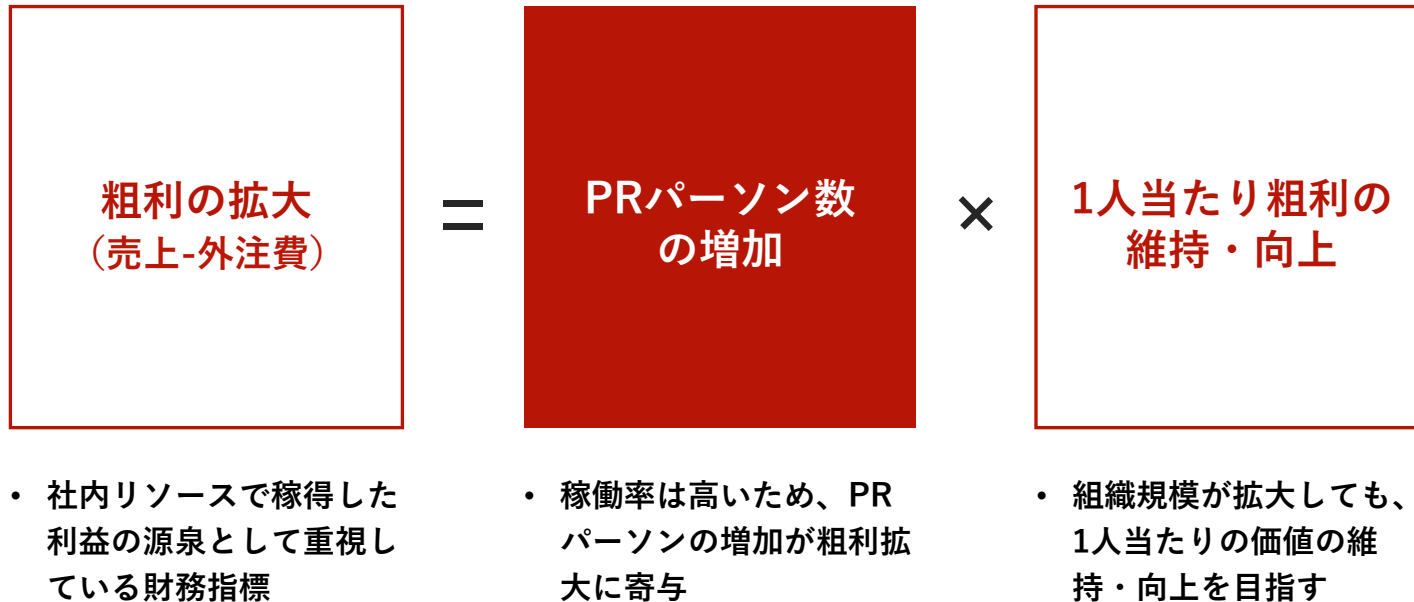 粗利の拡大
（売上-外注費）
=
PRパーソン数
の増加
×
1人当たり粗利の
維持・向上
• 社内リソースで稼得した
利益の源泉として重視し
ている財務指標
• 稼働率は高いため、PR
パーソンの増加が粗利拡
大に寄与
• 組織規模が拡大しても、
1人当たりの価値の維
持・向上を目指す